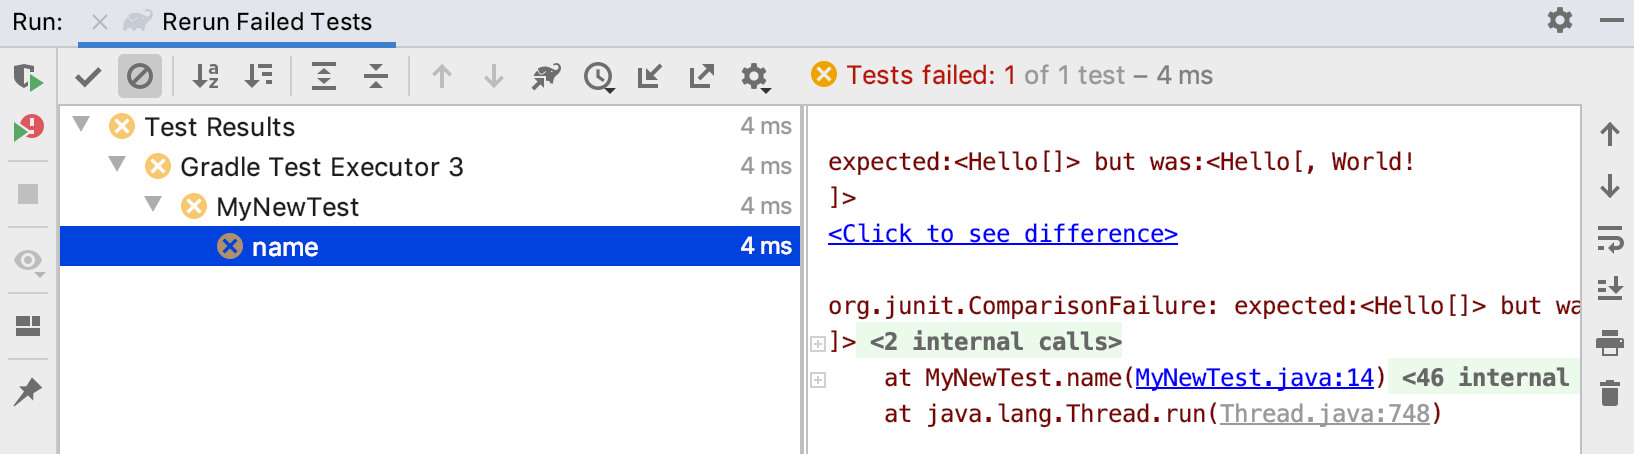 Run: Rerun Failed Tests
Tests failed: 1 of 1 test – 4 ms
Test Results 4 ms
Gradle Test Executor 3 4 ms
MyNewTest 4 ms
name 4 ms
expected:<Hello[]> but was:<Hello[, World!
]>
<Click to see difference>
org.junit.ComparisonFailure: expected:<Hello[]> but wa
]> <2 internal calls>
at MyNewTest.name(MyNewTest.java:14) <46 internal
at java.lang.Thread.run(Thread.java:748)